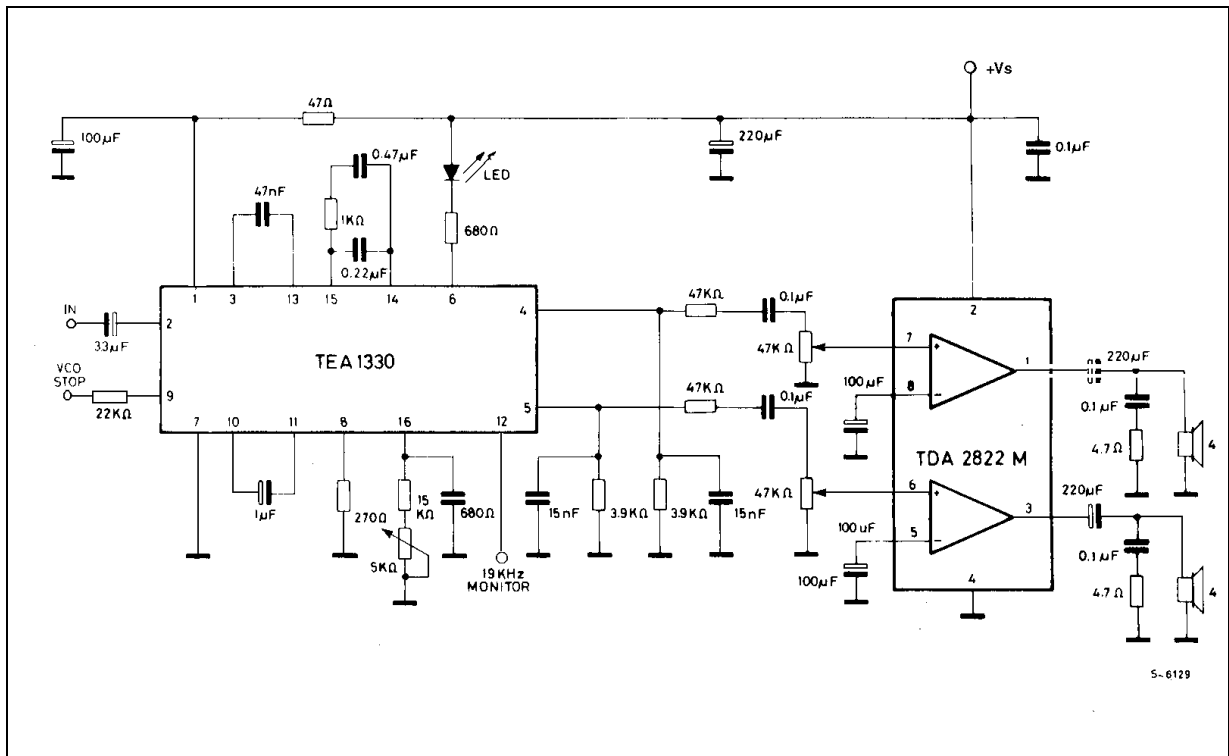 +Vs
47Ω
100µF
220µF
0.1µF
0.47µF
LED
47nF
1KΩ
680Ω
0.22µF
1
3
13
15
14
6
2
4
47KΩ
0.1µF
IN
2
33µF
TEA 1330
47KΩ
7
1
220µF
VCO
STOP
100µF
8
0.1µF
22KΩ
9
5
47KΩ
0.1µF
4.7Ω
4
7
10
11
8
16
12
TDA 2822 M
1µF
270Ω
15
KΩ
680Ω
15nF
3.9KΩ
3.9KΩ
15nF
47KΩ
6
3
220µF
5KΩ
100uF
5
0.1µF
19KHz
MONITOR
100µF
4
4.7Ω
4
S-6129